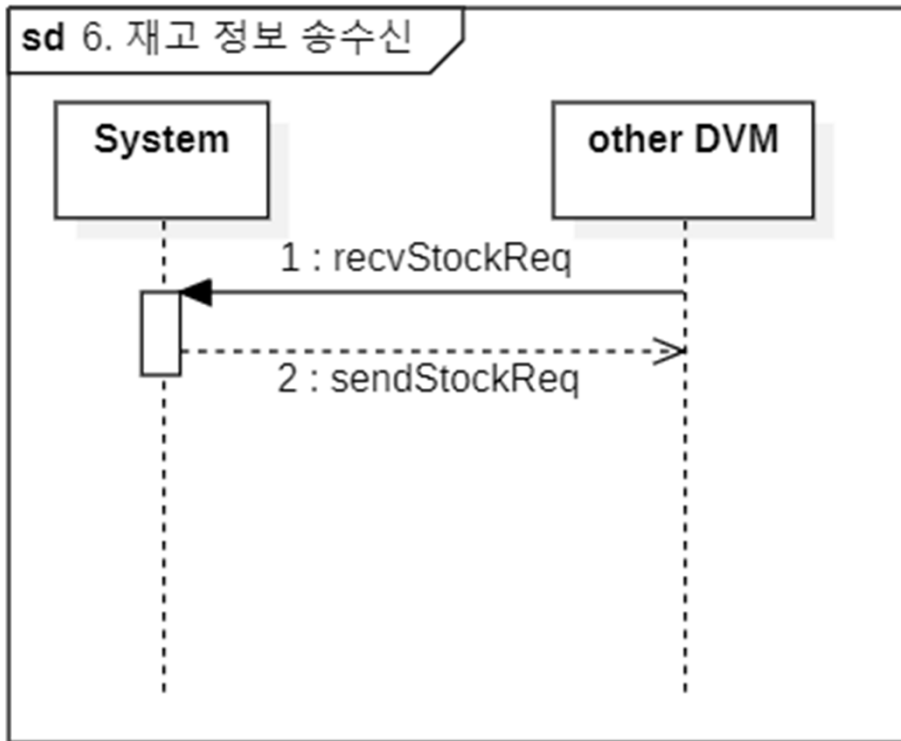 sd 6. 재고 정보 송수신
System
other DVM
1 : recvStockReq
2 : sendStockReq